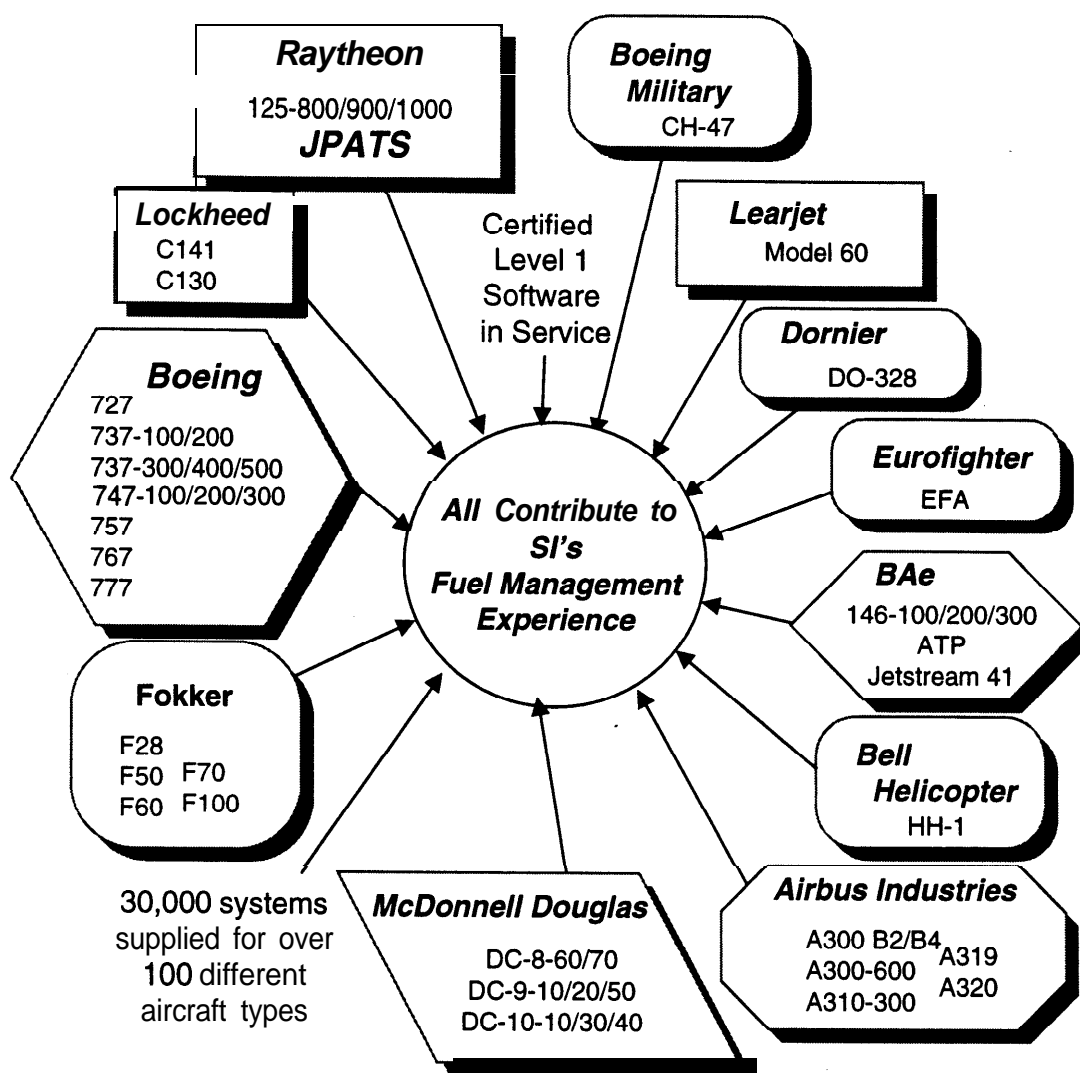 Raytheon
125-800/900/1000
JPATS
Boeing
Military
CH-47
Lockheed
C141
C130
Certified
Level 1
Software
in Service
Learjet
Model 60
Dornier
DO-328
Boeing
727
737-100/200
737-300/400/500
747-100/200/300
757
767
777
Eurofighter
EFA
All Contribute to
SI's
Fuel Management
Experience
BAe
146-100/200/300
ATP
Jetstream 41
Fokker
F28
F50 F70
F60 F100
Bell
Helicopter
HH-1
30,000 systems
supplied for over
100 different
aircraft types
McDonnell Douglas
DC-8-60/70
DC-9-10/20/50
DC-10-10/30/40
Airbus Industries
A300 B2/B4
A300-600 A319
A310-300 A320